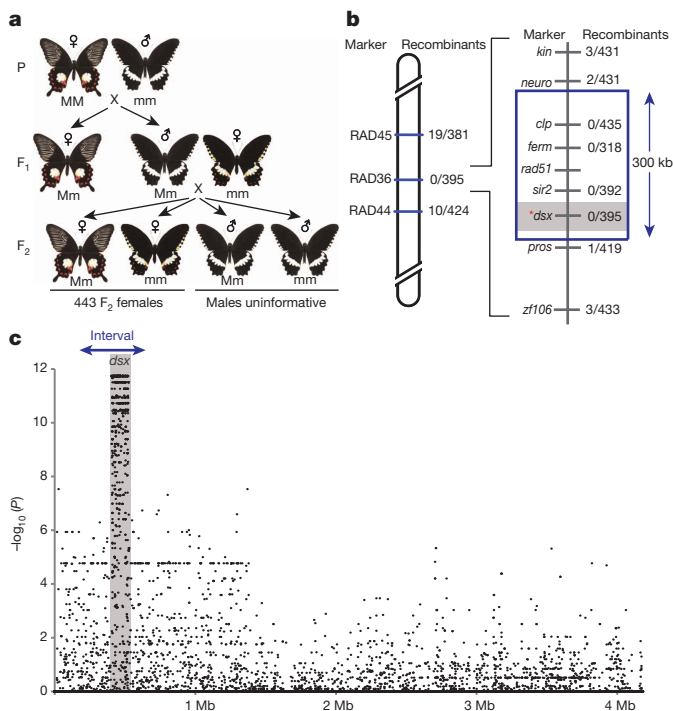 a
♀
♂
P
MM
X
mm
♀
♂
♀
F1
Mm
Mm
X
mm
♀
♀
♂
♂
F2
Mm
mm
Mm
mm
443 F2 females
Males uninformative
b
Marker Recombinants
RAD45 19/381
RAD36 0/395
RAD44 10/424
Marker Recombinants
kin 3/431
neuro 2/431
clp 0/435
ferm 0/318
rad51
sir2 0/392
*dsx 0/395
pros 1/419
zf106 3/433
300 kb
c
Interval
dsx
12
10
8
6
4
2
0
–log10 (P)
1 Mb
2 Mb
3 Mb
4 Mb